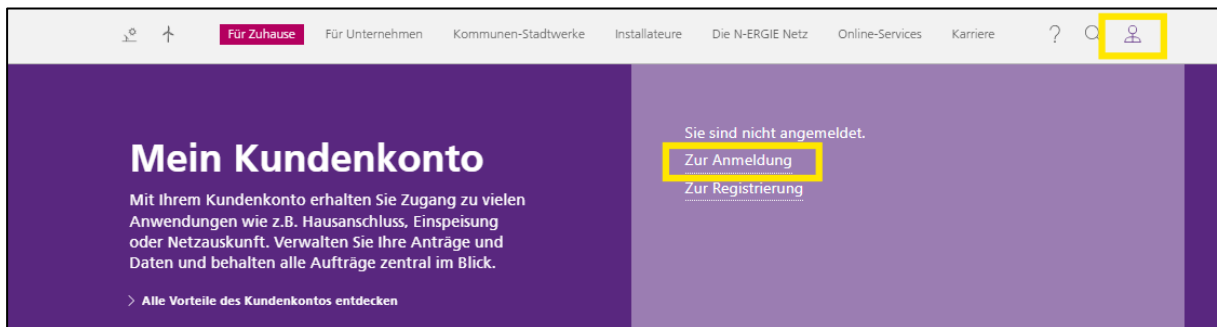 Für Zuhause Für Unternehmen Kommunen-Stadtwerke Installateure Die N-ERGIE Netz Online-Services Karriere ?
Mein Kundenkonto
Mit Ihrem Kundenkonto erhalten Sie Zugang zu vielen
Anwendungen wie z.B. Hausanschluss, Einspeisung
oder Netzauskunft. Verwalten Sie Ihre Anträge und
Daten und behalten alle Aufträge zentral im Blick.
> Alle Vorteile des Kundenkontos entdecken
Sie sind nicht angemeldet.
Zur Anmeldung
Zur Registrierung